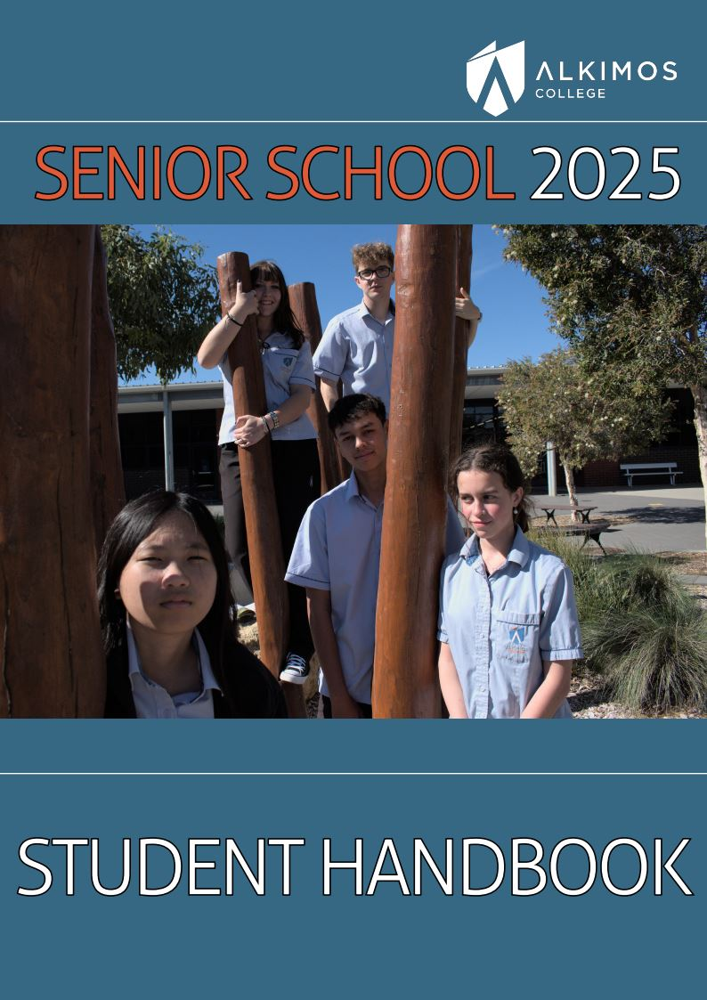 ALKIMOS
COLLEGE
SENIOR SCHOOL 2025
STUDENT HANDBOOK